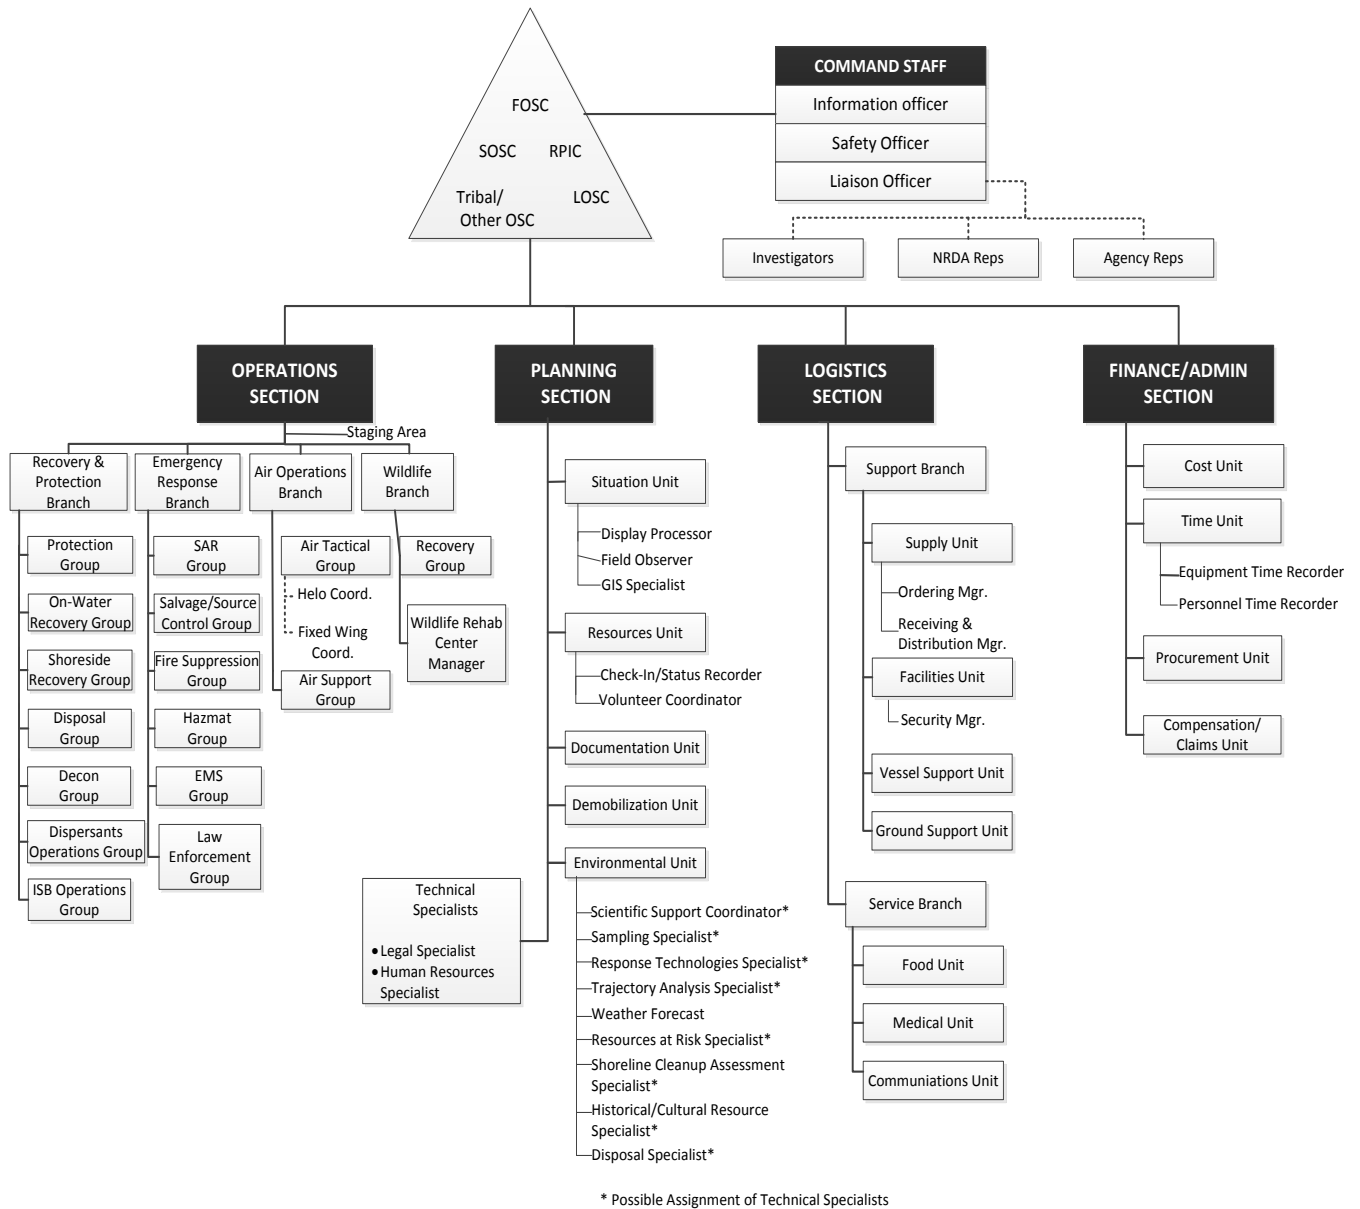 FOSC
SOSC RPIC
Tribal/ LOSC
Other OSC
COMMAND STAFF
Information officer
Safety Officer
Liaison Officer
Investigators
NRDA Reps
Agency Reps
OPERATIONS
SECTION
Staging Area
Recovery &
Protection
Branch
Protection
Group
On-Water
Recovery Group
Shoreside
Recovery Group
Disposal
Group
Decon
Group
Dispersants
Operations Group
ISB Operations
Group
Emergency
Response
Branch
SAR
Group
Salvage/Source
Control Group
Fire Suppression
Group
Hazmat
Group
EMS
Group
Law
Enforcement
Group
Air Operations
Branch
Air Tactical
Group
Helo Coord.
Fixed Wing
Coord.
Air Support
Group
Wildlife
Branch
Recovery
Group
Wildlife Rehab
Center
Manager
PLANNING
SECTION
Situation Unit
Display Processor
Field Observer
GIS Specialist
Resources Unit
Check-In/Status Recorder
Volunteer Coordinator
Documentation Unit
Demobilization Unit
Environmental Unit
Scientific Support Coordinator*
Sampling Specialist*
Response Technologies Specialist*
Trajectory Analysis Specialist*
Weather Forecast
Resources at Risk Specialist*
Shoreline Cleanup Assessment
Specialist*
Historical/Cultural Resource
Specialist*
Disposal Specialist*
Technical
Specialists
• Legal Specialist
• Human Resources
Specialist
LOGISTICS
SECTION
Support Branch
Supply Unit
Ordering Mgr.
Receiving &
Distribution Mgr.
Facilities Unit
Security Mgr.
Vessel Support Unit
Ground Support Unit
Service Branch
Food Unit
Medical Unit
Communiations Unit
FINANCE/ADMIN
SECTION
Cost Unit
Time Unit
Equipment Time Recorder
Personnel Time Recorder
Procurement Unit
Compensation/
Claims Unit
* Possible Assignment of Technical Specialists